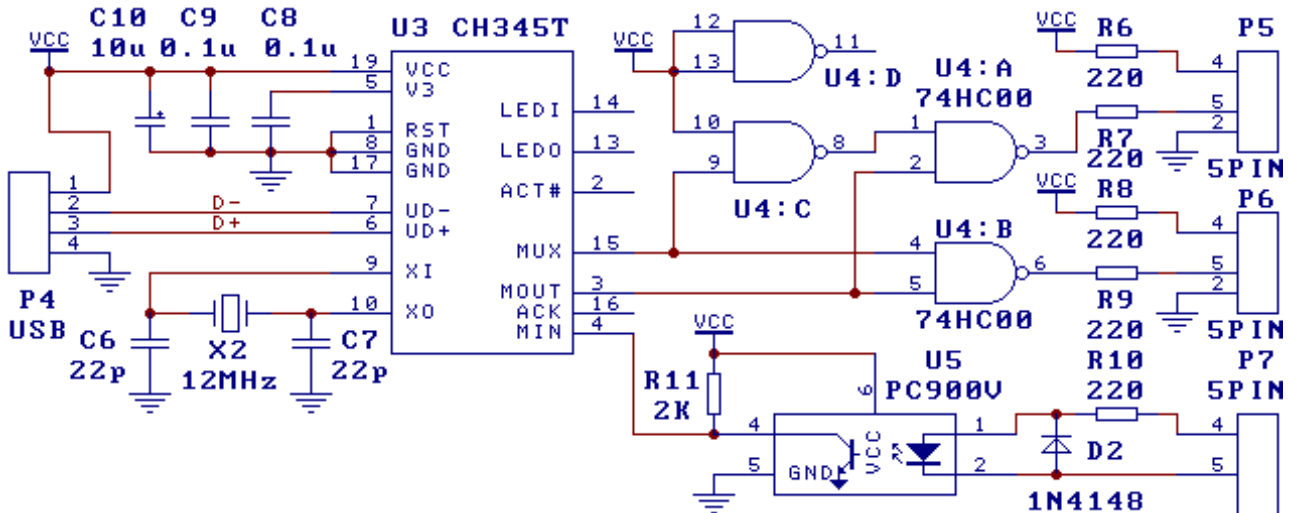 C10 C9 C8
10u 0.1u 0.1u
VCC
U3 CH345T
19 VCC
5 V3
1 RST
8 GND
17 GND
7 UD-
6 UD+
9 XI
10 XO
LEDI 14
LEDO 13
ACT# 2
MUX 15
MOUT 3
ACK 16
MIN 4
1
2 D-
3 D+
4
P4
USB
C6
22p
X2
12MHz
C7
22p
VCC
12
13
11
U4:D
10
9
8
U4:C
U4:A
74HC00
1
2
3
U4:B
4
5
6
74HC00
VCC
R6
220
R7
220
P5
4
5
2
5PIN
VCC
R8
220
R9
220
P6
4
5
2
5PIN
VCC
R11
2K
U5
PC900V
6
4
5
GND
VCC
1
2
R10
220
D2
1N4148
P7
5PIN
4
5